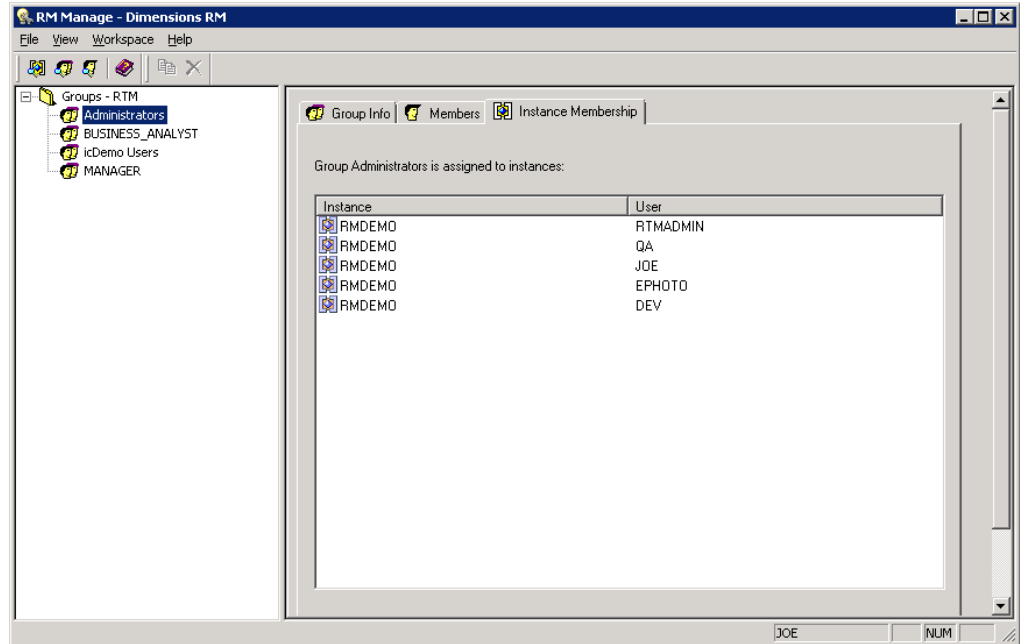 RM Manage - Dimensions RM
File View Workspace Help
Groups - RTM
Administrators
BUSINESS_ANALYST
icDemo Users
MANAGER
Group Info Members Instance Membership
Group Administrators is assigned to instances:
Instance User
RMDEMO RTMADMIN
RMDEMO QA
RMDEMO JOE
RMDEMO EPHOTO
RMDEMO DEV
JOE NUM